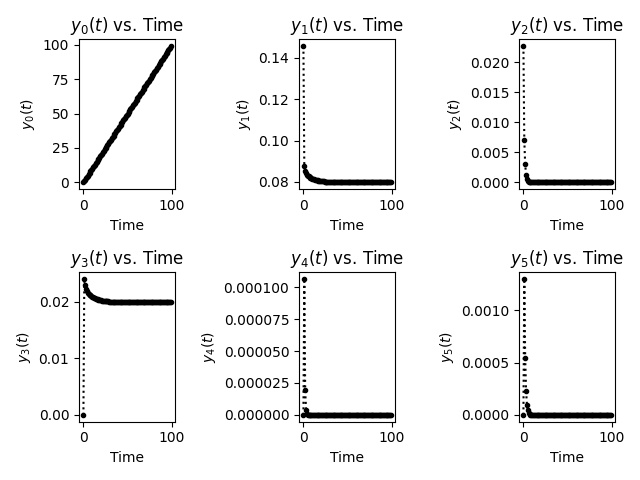 y₀(t) vs. Time
y₁(t) vs. Time
y₂(t) vs. Time
100
75
50
25
0
y₀(t)
0 100
Time
0.14
0.12
0.10
0.08
y₁(t)
0 100
Time
0.020
0.015
0.010
0.005
0.000
y₂(t)
0 100
Time
y₃(t) vs. Time
y₄(t) vs. Time
y₅(t) vs. Time
0.02
0.01
0.00
y₃(t)
0 100
Time
0.000100
0.000075
0.000050
0.000025
0.000000
y₄(t)
0 100
Time
0.0010
0.0005
0.0000
y₅(t)
0 100
Time